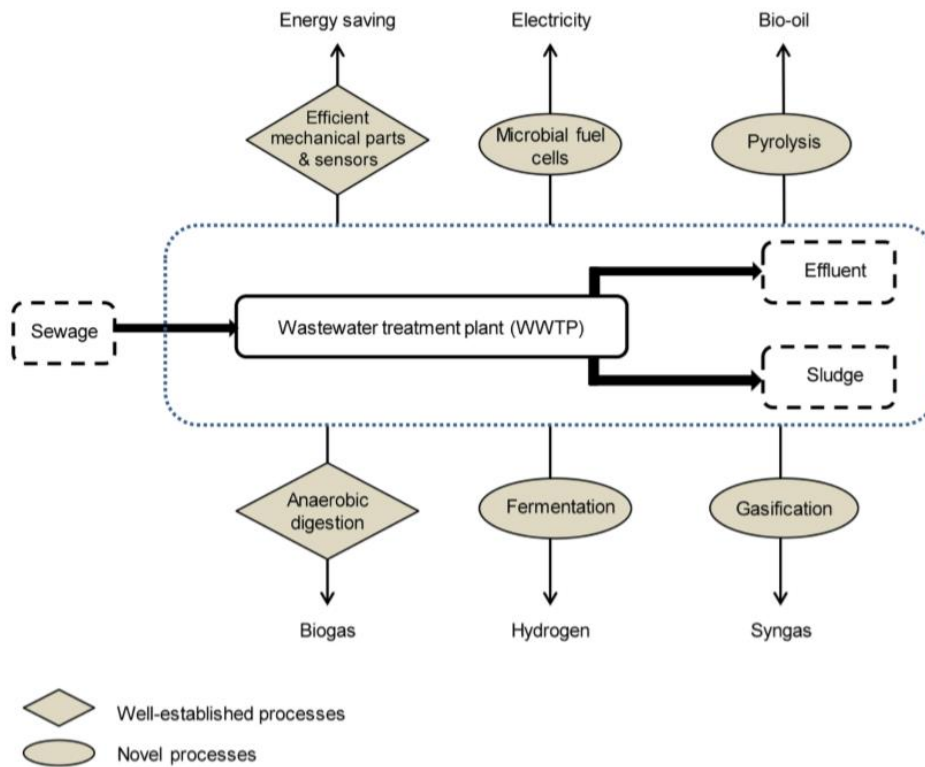 Energy saving
Electricity
Bio-oil
Efficient
mechanical parts
& sensors
Microbial fuel
cells
Pyrolysis
Effluent
Sewage
Wastewater treatment plant (WWTP)
Sludge
Anaerobic
digestion
Fermentation
Gasification
Biogas
Hydrogen
Syngas
Well-established processes
Novel processes